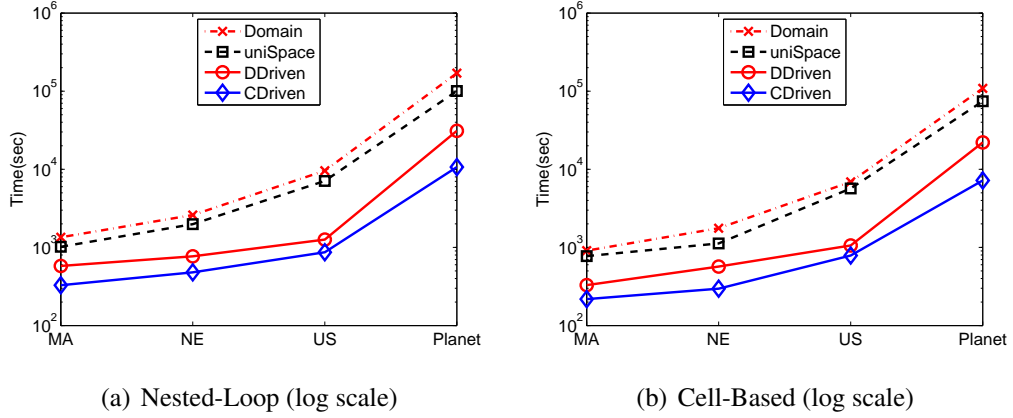 10^6
10^5
10^4
10^3
10^2
Time(sec)
Domain
uniSpace
DDriven
CDriven
MA NE US Planet
(a) Nested-Loop (log scale)
10^6
10^5
10^4
10^3
10^2
Time(sec)
Domain
uniSpace
DDriven
CDriven
MA NE US Planet
(b) Cell-Based (log scale)